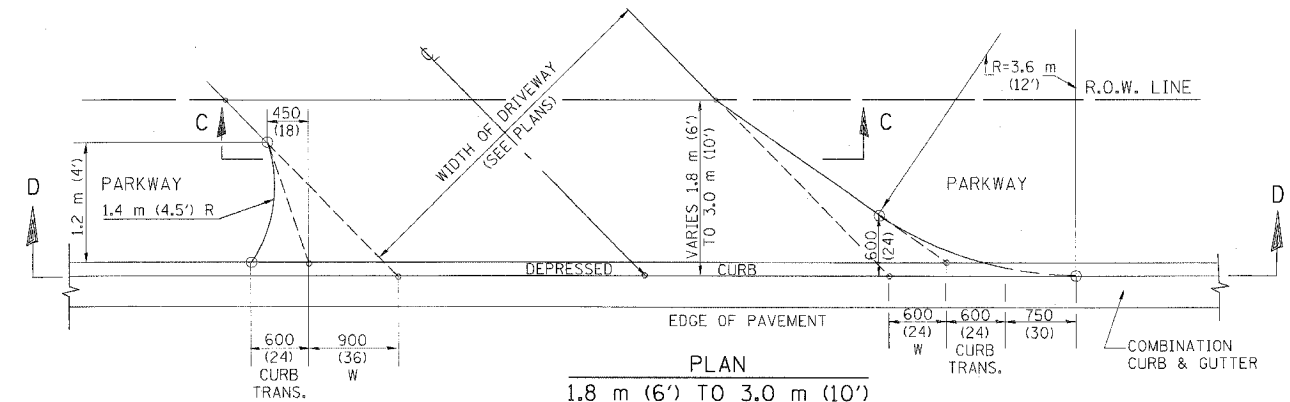 ℄
R=3.6 m
(12')
R.O.W. LINE
C
450
(18)
WIDTH OF DRIVEWAY
(SEE PLANS)
VARIES 1.8 m (6')
TO 3.0 m (10')
C
D
1.2 m (4')
PARKWAY
1.4 m (4.5') R
PARKWAY
D
600
(24)
DEPRESSED CURB
EDGE OF PAVEMENT
600
(24)
CURB
TRANS.
900
(36)
W
600
(24)
W
600
(24)
CURB
TRANS.
750
(30)
COMBINATION
CURB & GUTTER
PLAN
1.8 m (6') TO 3.0 m (10')